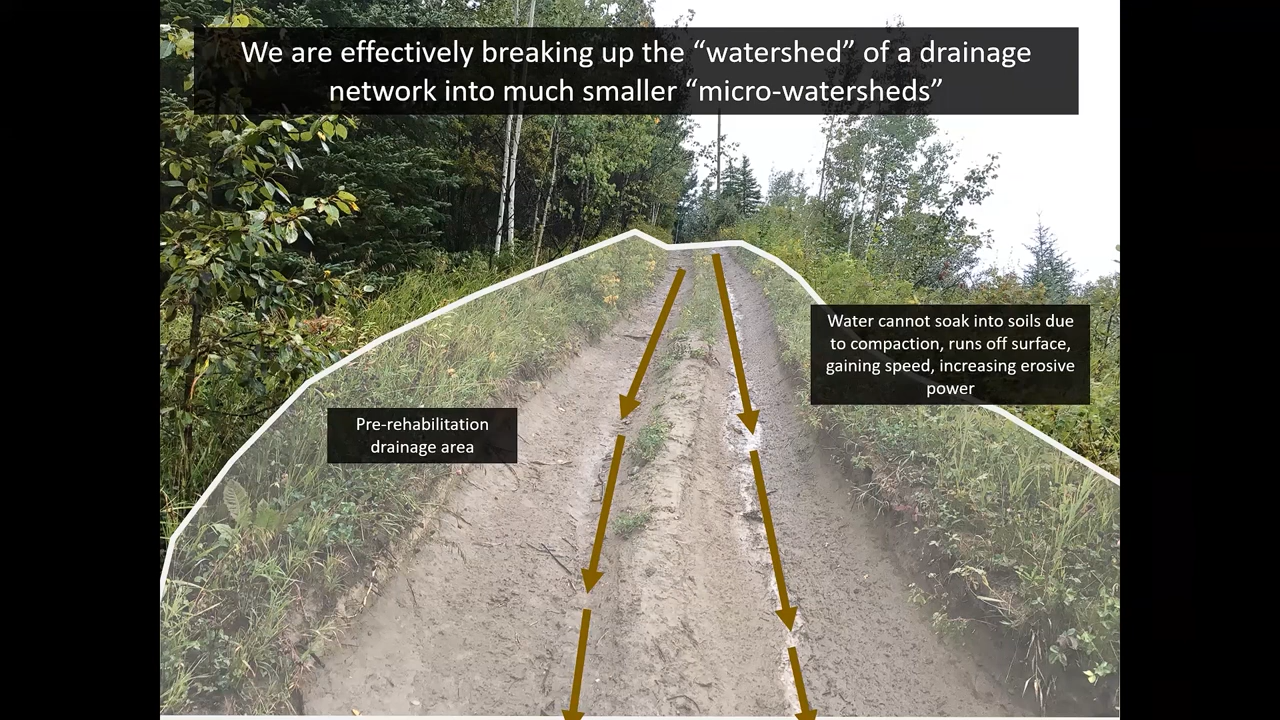 We are effectively breaking up the “watershed” of a drainage
network into much smaller “micro-watersheds”
Water cannot soak into soils due
to compaction, runs off surface,
gaining speed, increasing erosive
power
Pre-rehabilitation
drainage area